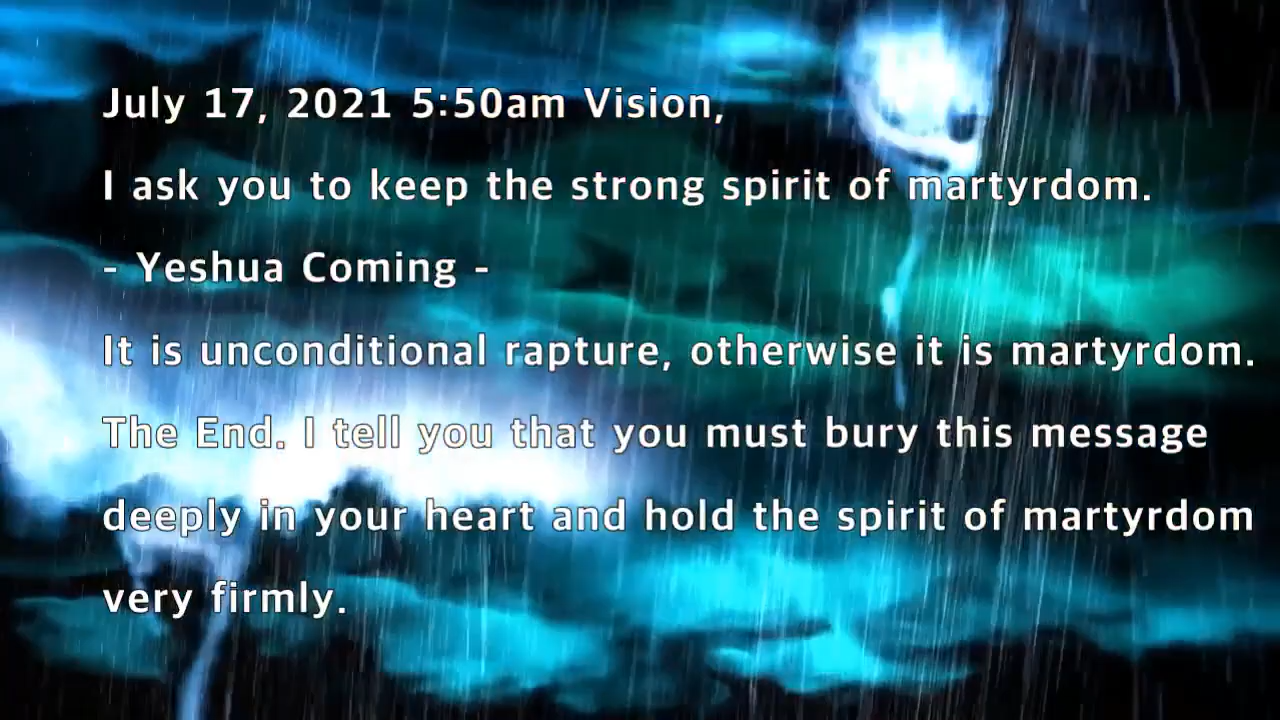 July 17, 2021 5:50am Vision,
I ask you to keep the strong spirit of martyrdom.
- Yeshua Coming -
It is unconditional rapture, otherwise it is martyrdom.
The End. I tell you that you must bury this message
deeply in your heart and hold the spirit of martyrdom
very firmly.